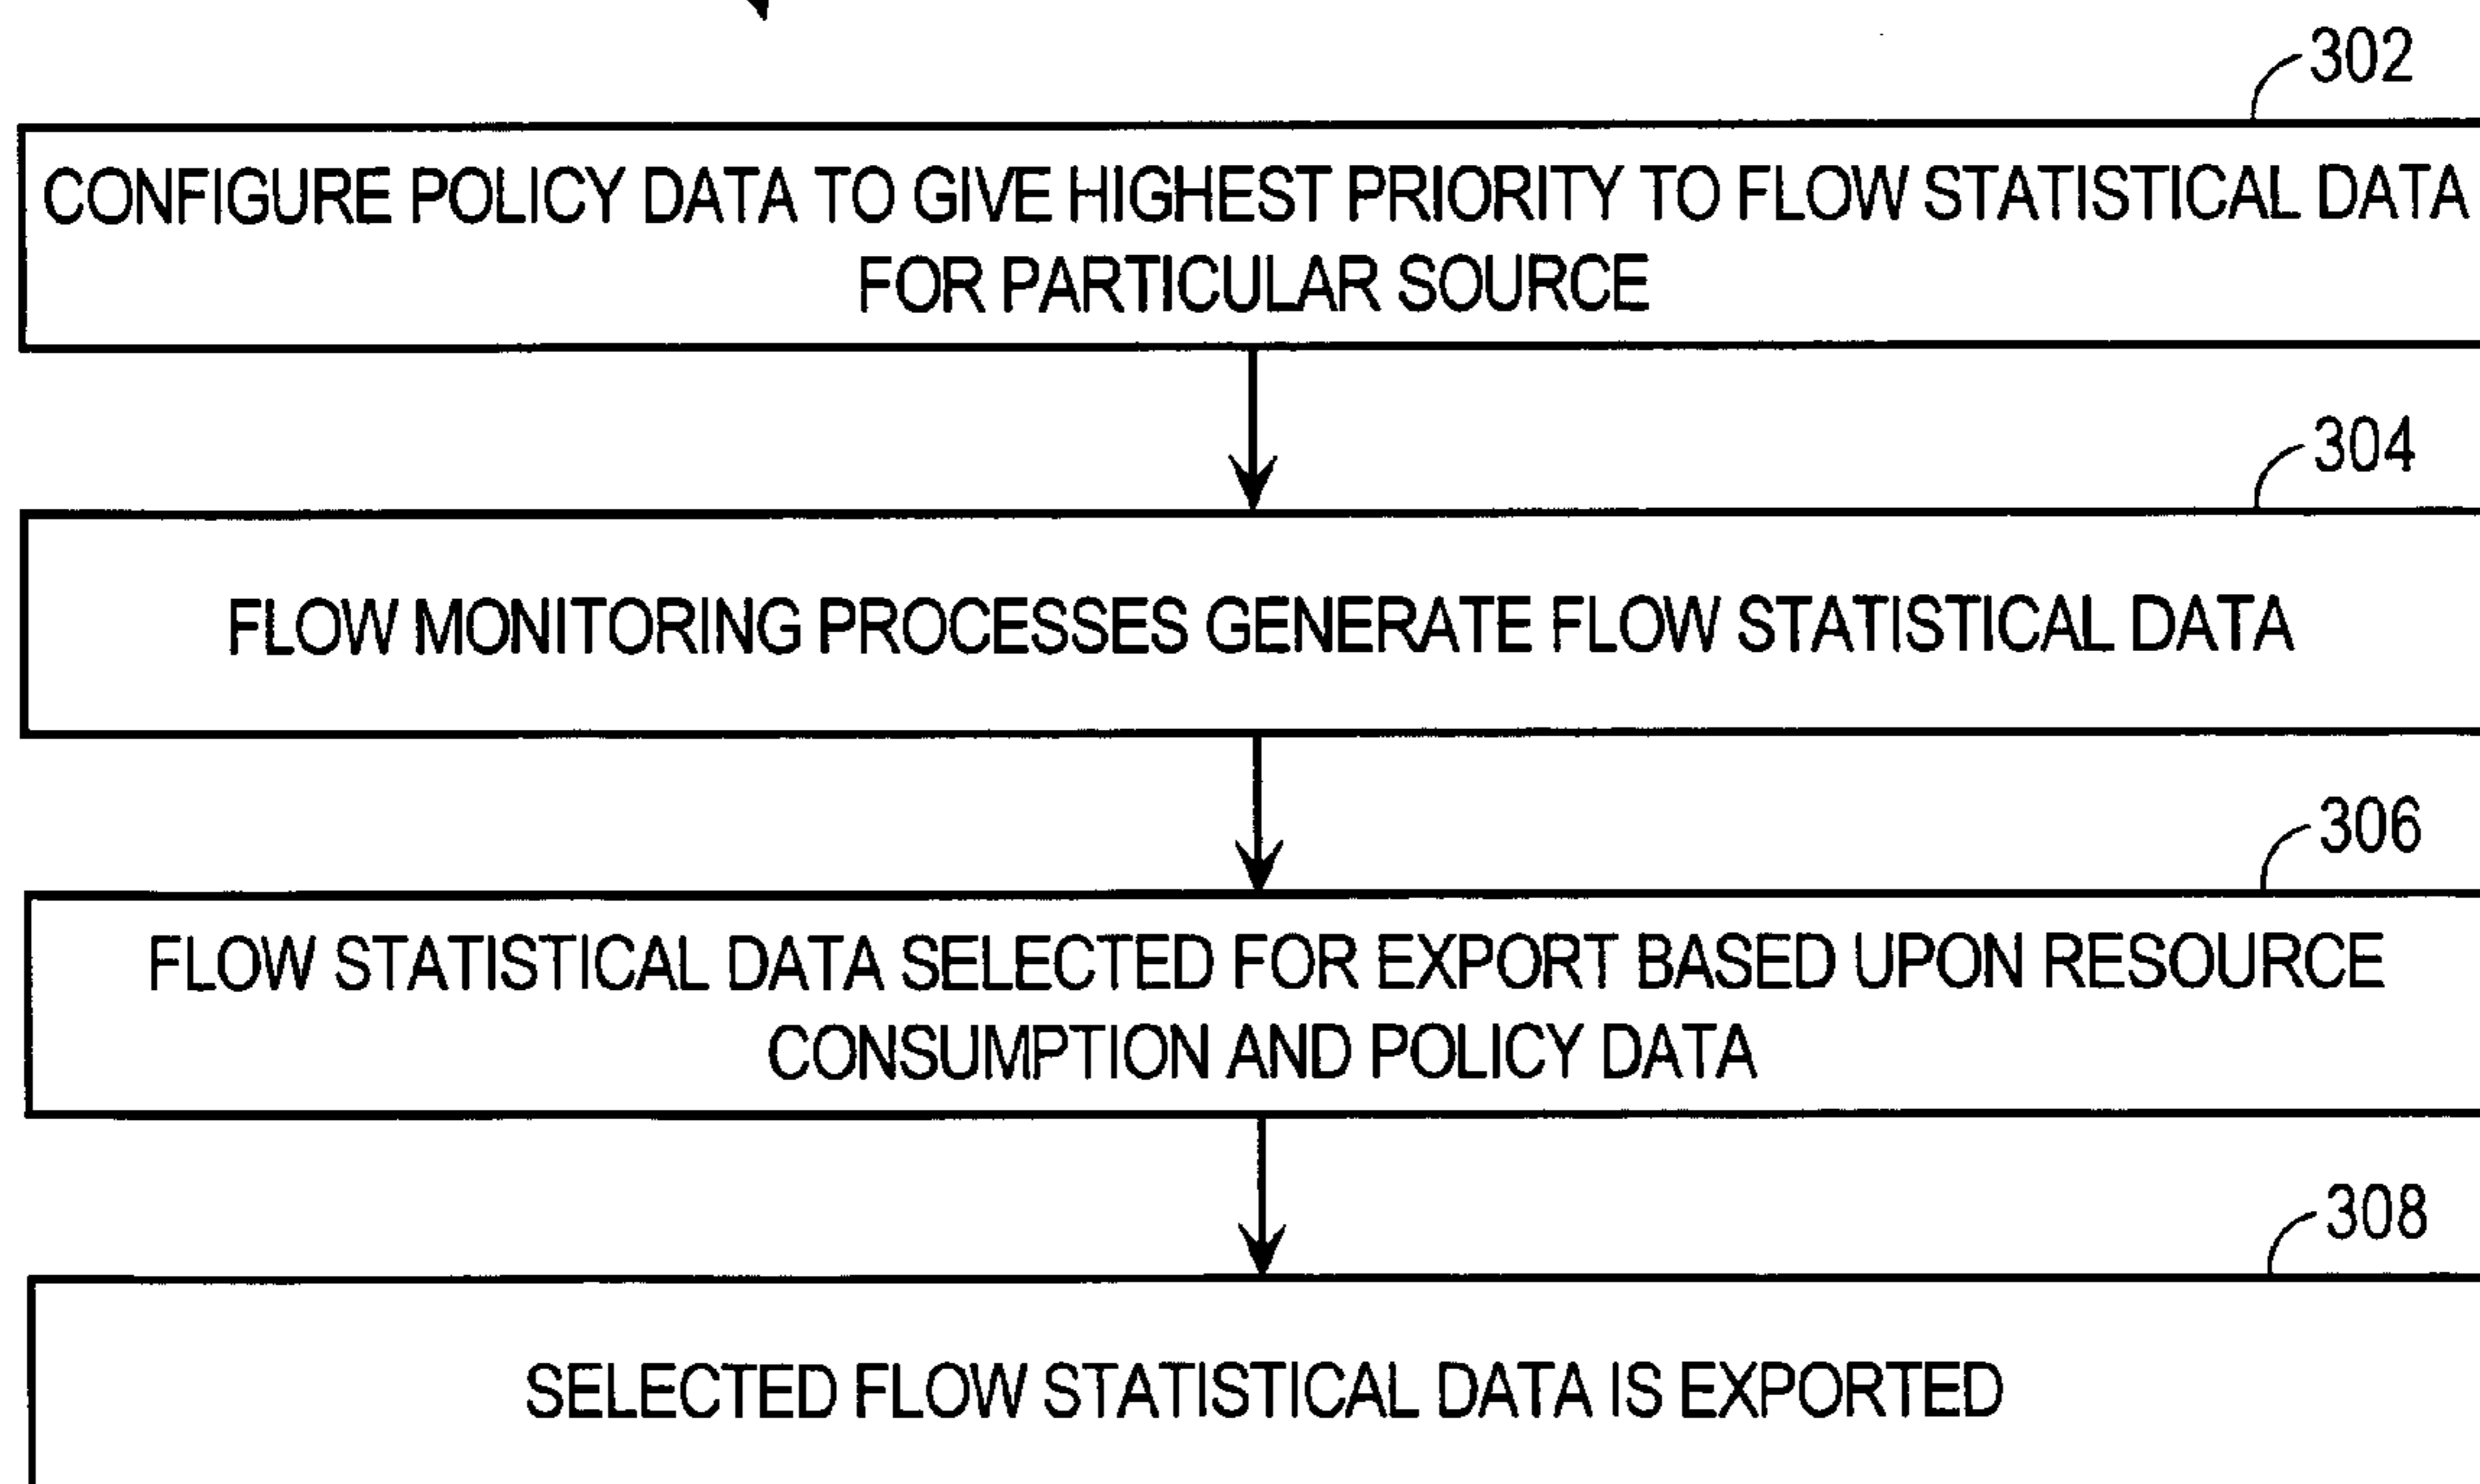 302
CONFIGURE POLICY DATA TO GIVE HIGHEST PRIORITY TO FLOW STATISTICAL DATA
FOR PARTICULAR SOURCE
304
FLOW MONITORING PROCESSES GENERATE FLOW STATISTICAL DATA
306
FLOW STATISTICAL DATA SELECTED FOR EXPORT BASED UPON RESOURCE
CONSUMPTION AND POLICY DATA
308
SELECTED FLOW STATISTICAL DATA IS EXPORTED